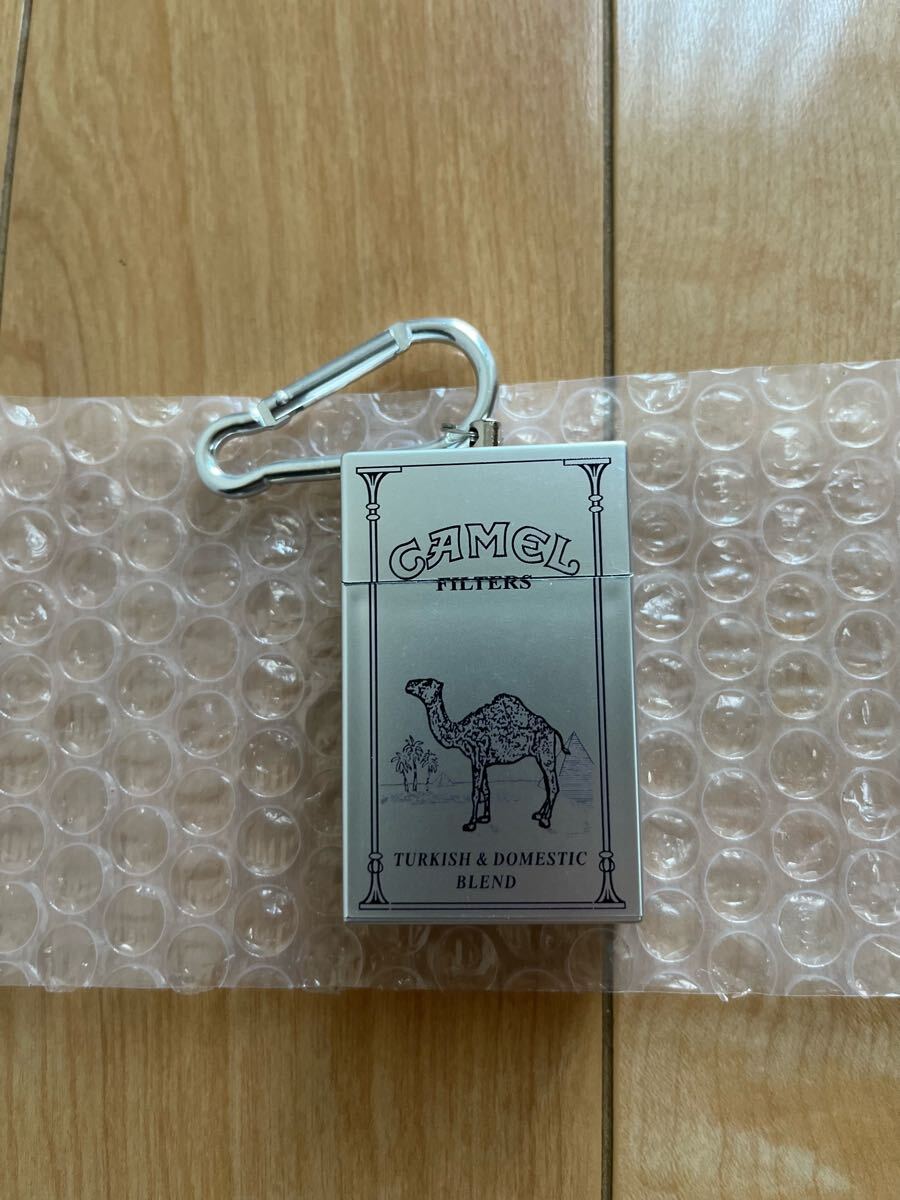 CAMEL
FILTERS
TURKISH & DOMESTIC
BLEND